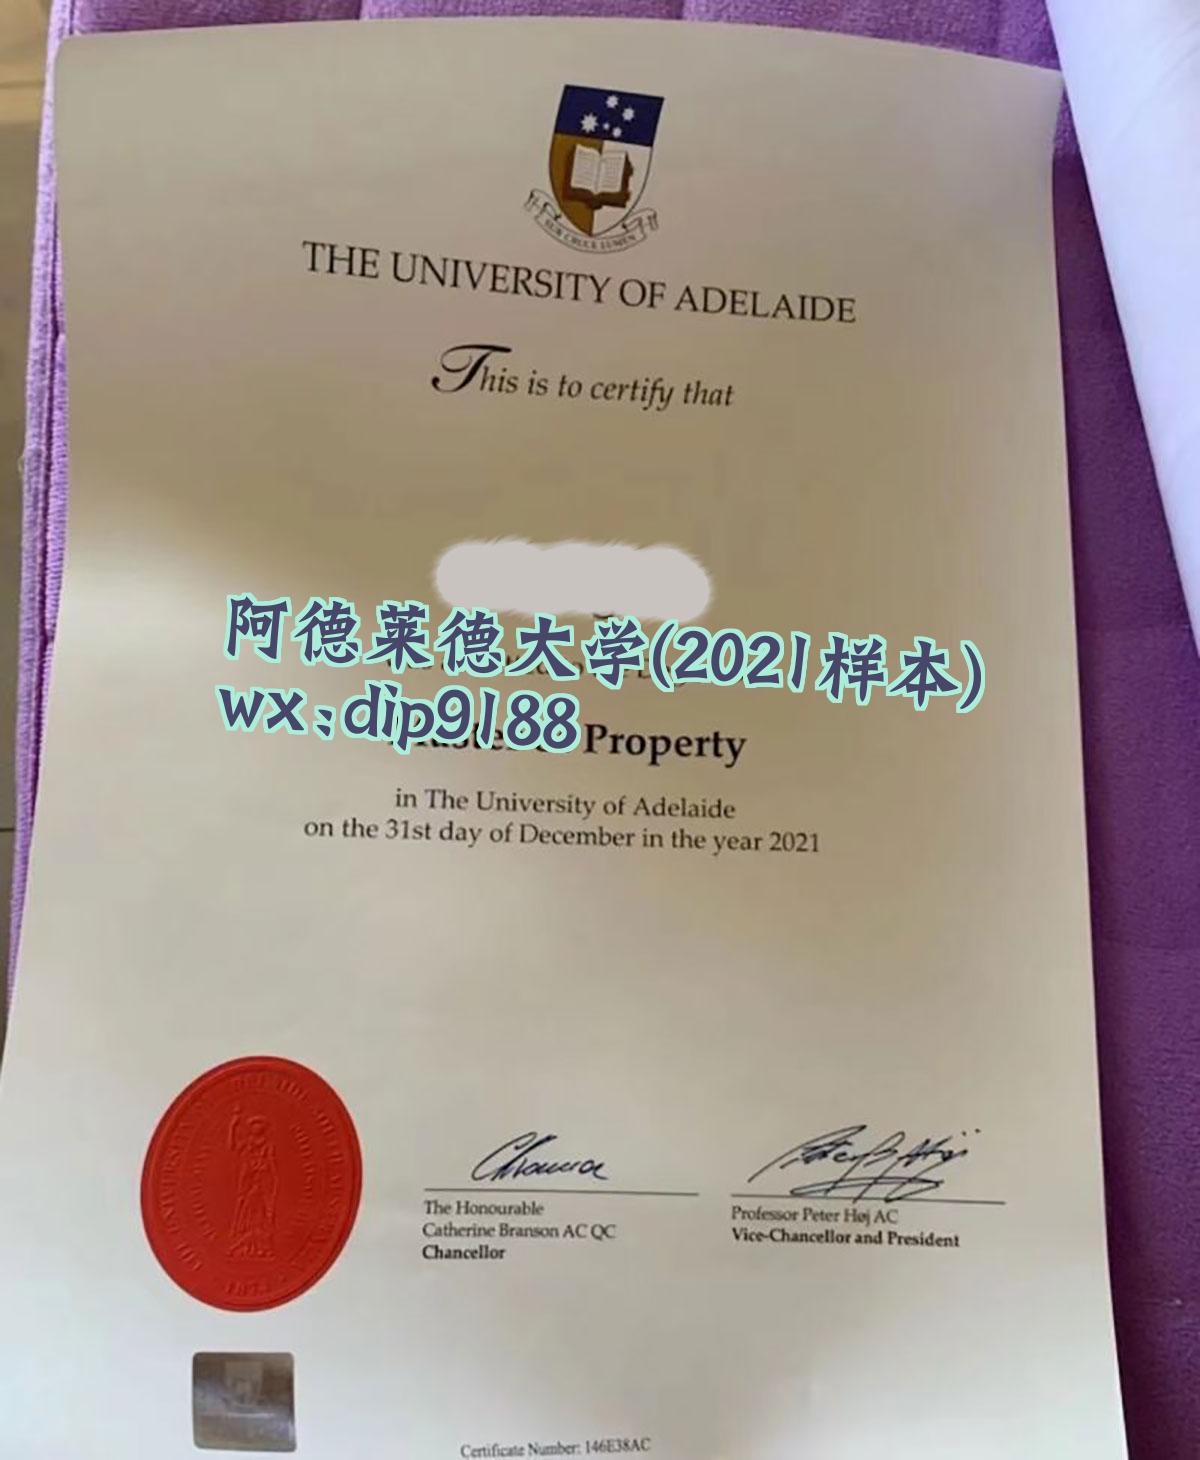 SUB CRUCE LUMEN
THE UNIVERSITY OF ADELAIDE
This is to certify that
阿德莱德大学(2021样本)
wx:dip9188
Property
in The University of Adelaide
on the 31st day of December in the year 2021
The Honourable
Catherine Branson AC QC
Chancellor
Professor Peter Høj AC
Vice-Chancellor and President
Certificate Number: 146E38AC